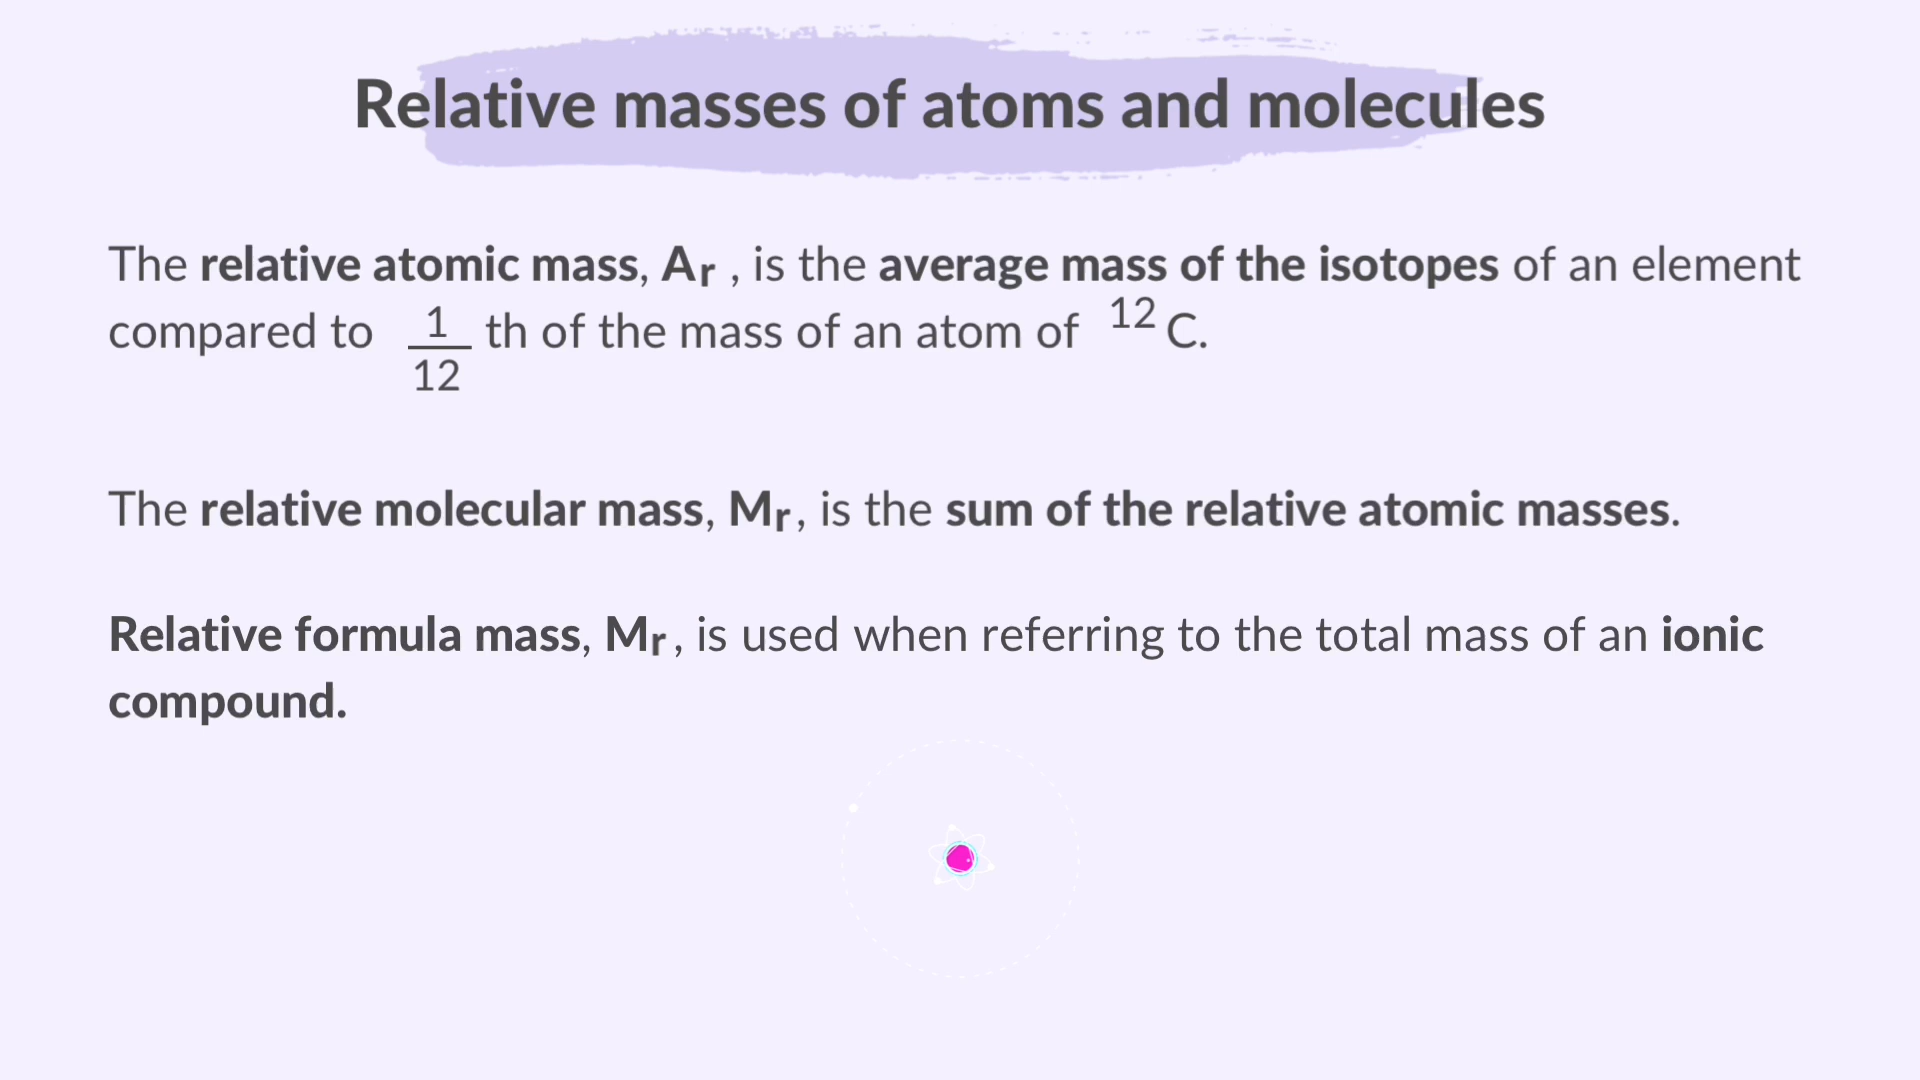 Relative masses of atoms and molecules
The relative atomic mass, Ar , is the average mass of the isotopes of an element
compared to 1/12 th of the mass of an atom of ¹²C.
The relative molecular mass, Mr, is the sum of the relative atomic masses.
Relative formula mass, Mr, is used when referring to the total mass of an ionic
compound.